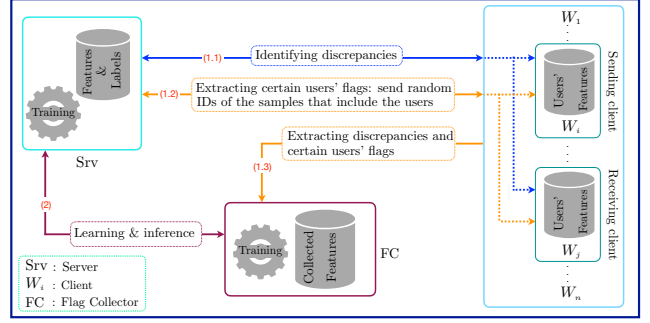 Features
& Labels
Training
Srv
(1.1)
Identifying discrepancies
(1.2)
Extracting certain users' flags: send random
IDs of the samples that include the users
Extracting discrepancies and
certain users' flags
(1.3)
(2)
Learning & inference
Training
Collected
Features
FC
W1
Users'
Features
Wi
Sending client
Users'
Features
Wj
Receiving client
Wn
Srv : Server
Wi : Client
FC : Flag Collector